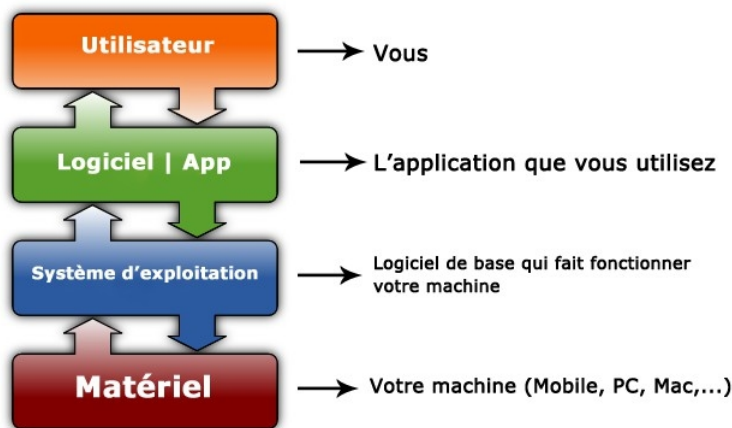 Utilisateur
Vous
Logiciel | App
L'application que vous utilisez
Système d'exploitation
Logiciel de base qui fait fonctionner
votre machine
Matériel
Votre machine (Mobile, PC, Mac,...)